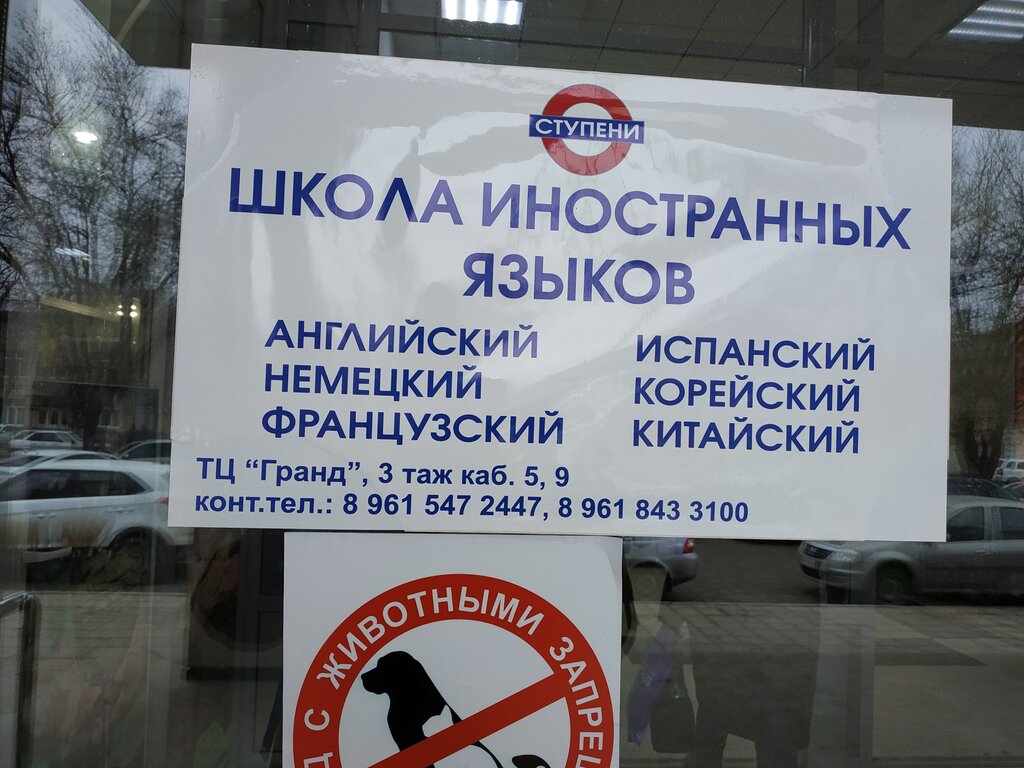 СТУПЕНИ
ШКОЛА ИНОСТРАННЫХ
ЯЗЫКОВ
АНГЛИЙСКИЙ
НЕМЕЦКИЙ
ФРАНЦУЗСКИЙ
ИСПАНСКИЙ
КОРЕЙСКИЙ
КИТАЙСКИЙ
ТЦ “Гранд”, 3 таж каб. 5, 9
конт.тел.: 8 961 547 2447, 8 961 843 3100
С ЖИВОТНЫМИ